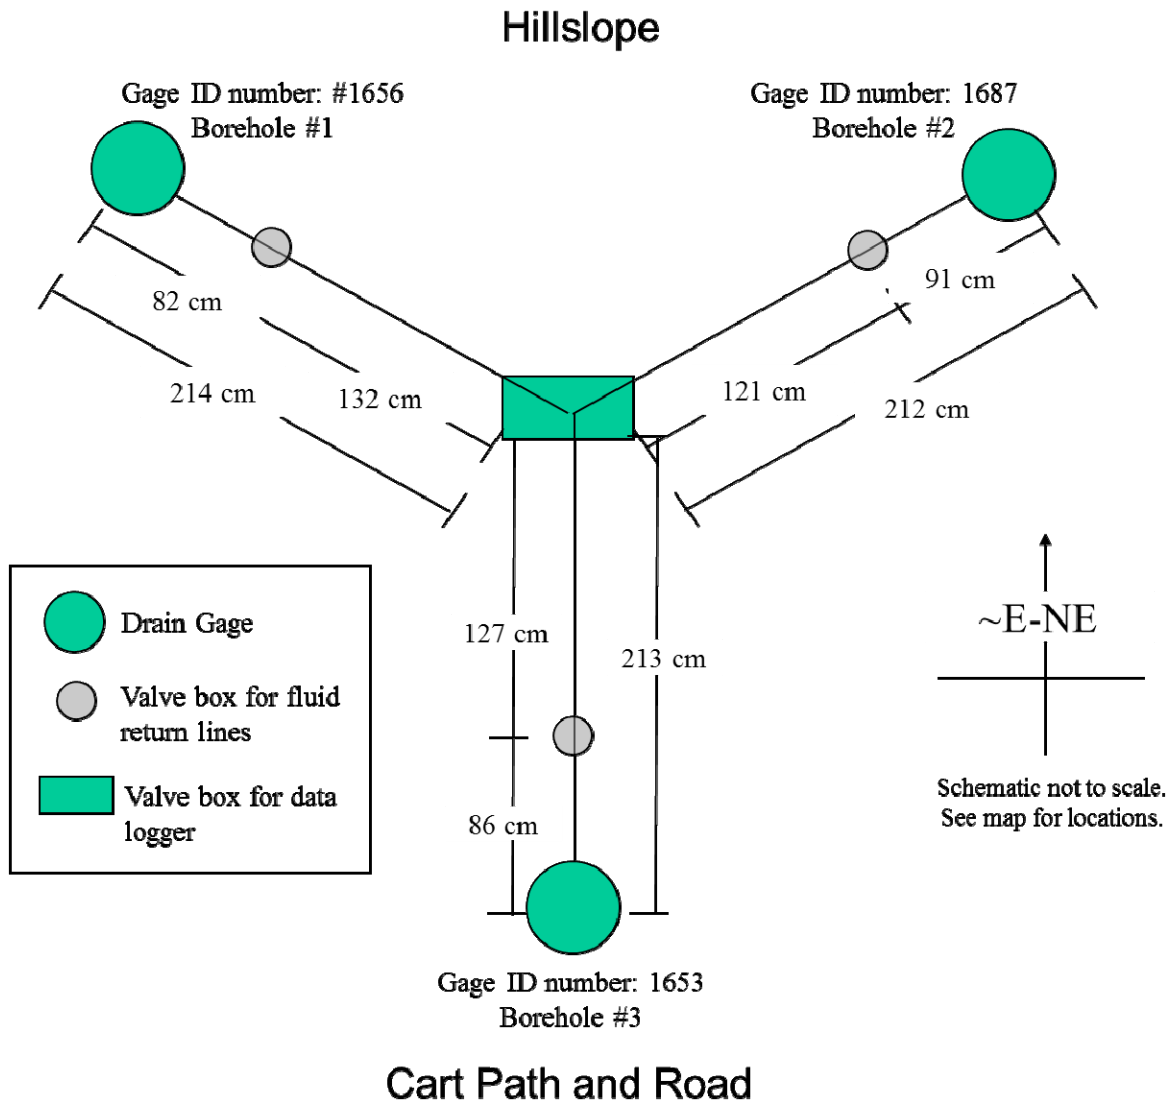 Hillslope
Gage ID number: #1656
Borehole #1
Gage ID number: 1687
Borehole #2
82 cm
91 cm
214 cm
132 cm
121 cm
212 cm
127 cm
213 cm
86 cm
Drain Gage
Valve box for fluid
return lines
Valve box for data
logger
~E-NE
Schematic not to scale.
See map for locations.
Gage ID number: 1653
Borehole #3
Cart Path and Road